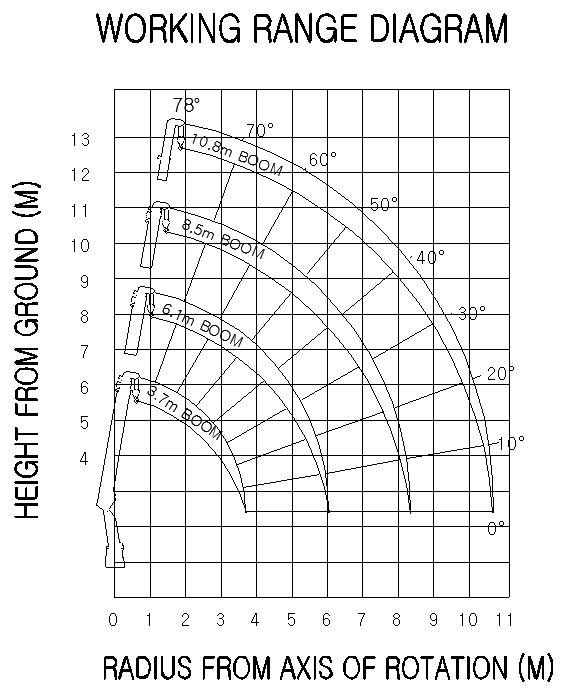 WORKING RANGE DIAGRAM
78°
70°
13
10.8m BOOM
60°
12
50°
11
8.5m BOOM
10
40°
9
8
6.1m BOOM
30°
7
20°
6
3.7m BOOM
5
10°
4
0°
0 1 2 3 4 5 6 7 8 9 10 11
HEIGHT FROM GROUND (M)
RADIUS FROM AXIS OF ROTATION (M)